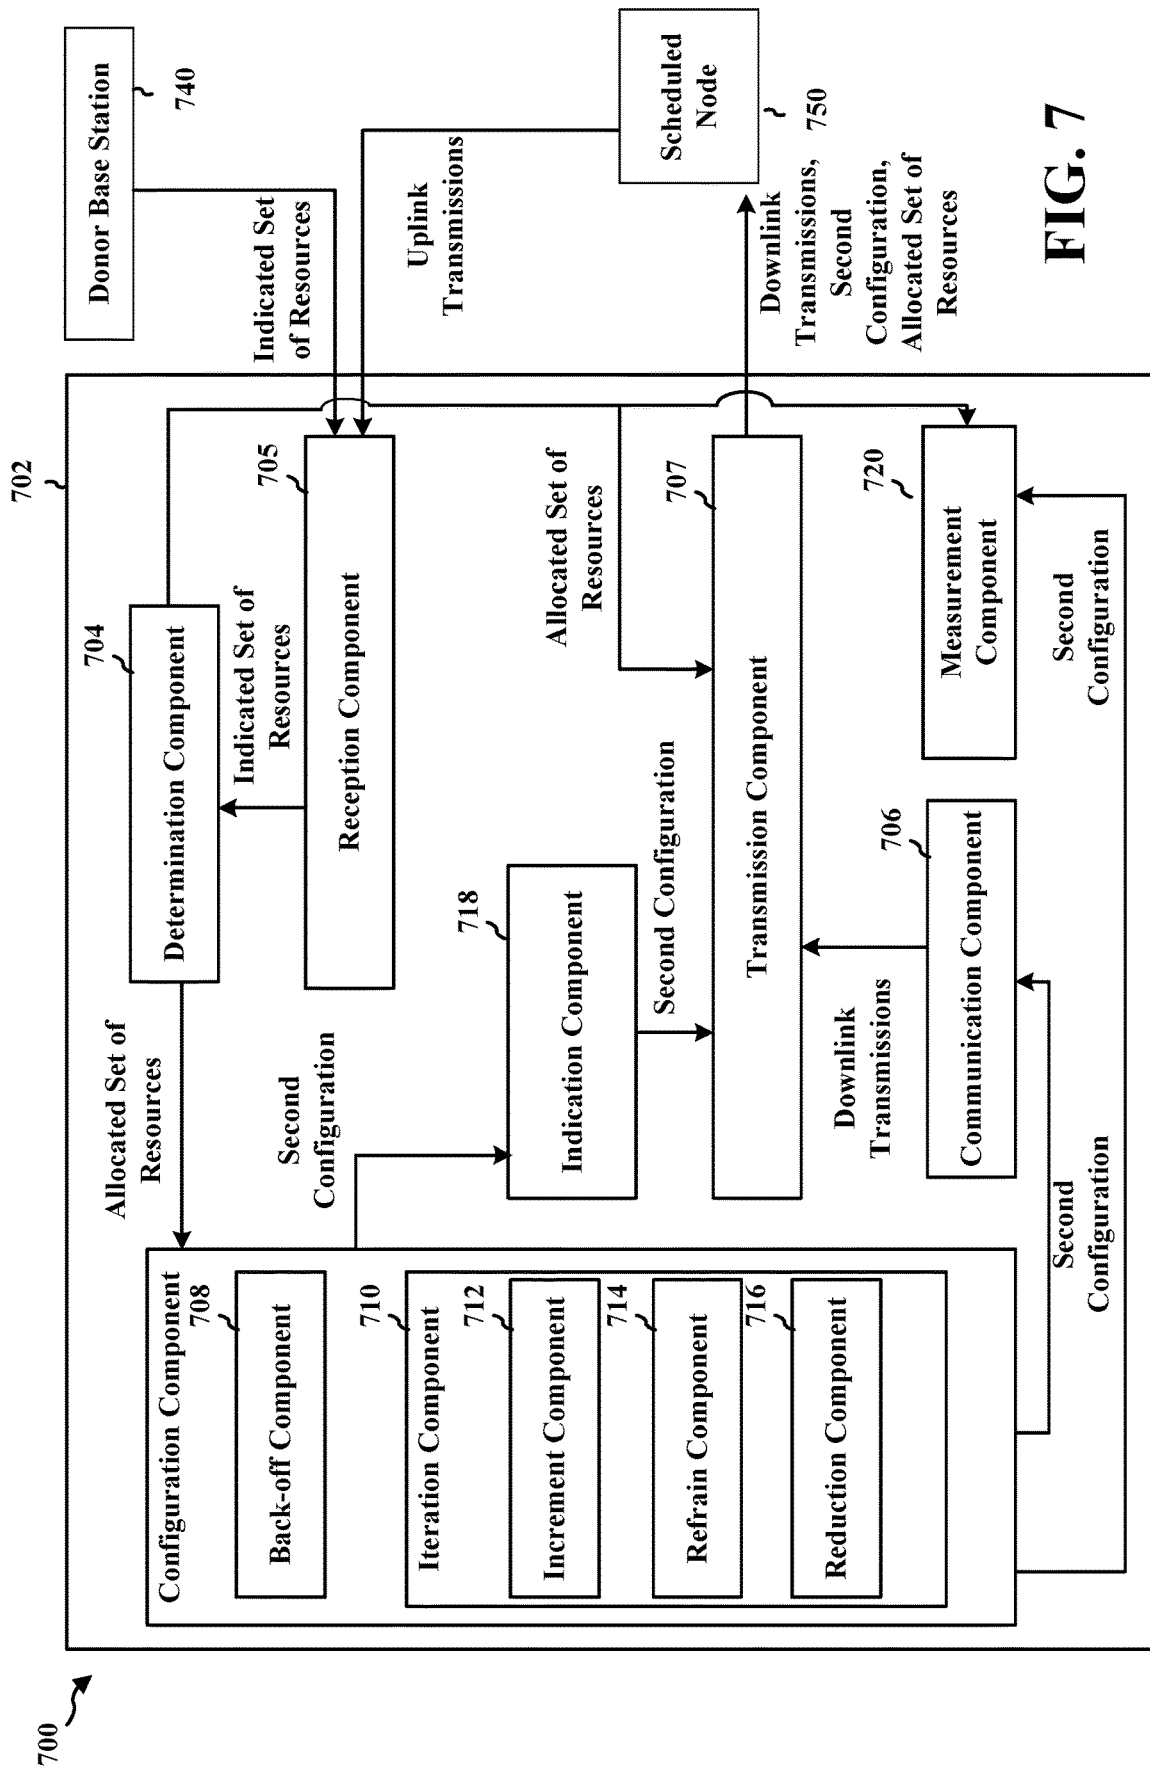 700
702
Configuration Component
708
Back-off Component
710
Iteration Component
712
Increment Component
714
Refrain Component
716
Reduction Component
Allocated Set of
Resources
704
Determination Component
Indicated Set of
Resources
705
Reception Component
Second
Configuration
718
Indication Component
Second Configuration
Allocated Set of
Resources
707
Transmission Component
Downlink
Transmissions
706
Communication Component
720
Measurement
Component
Second
Configuration
Second
Configuration
Donor Base Station
740
Indicated Set
of Resources
Uplink
Transmissions
Scheduled
Node
750
Downlink
Transmissions,
Second
Configuration,
Allocated Set of
Resources
FIG. 7